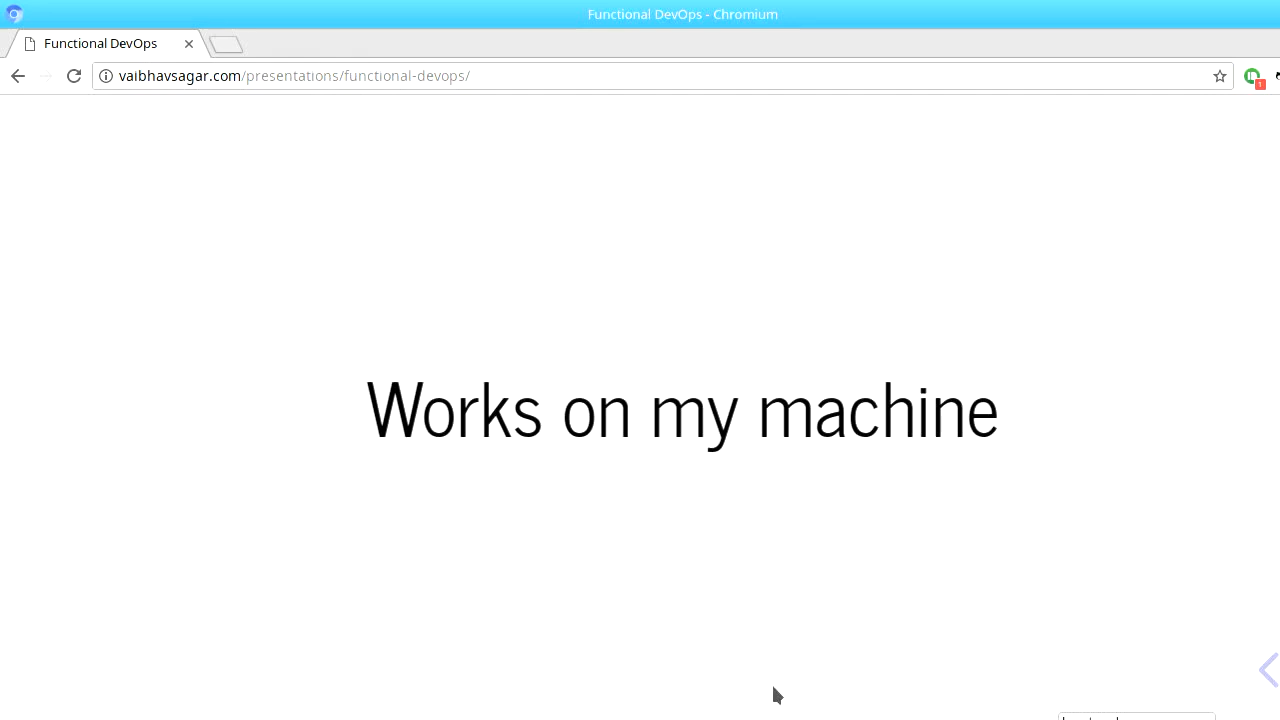 Functional DevOps - Chromium
Functional DevOps
vaibhavsagar.com/presentations/functional-devops/
Works on my machine